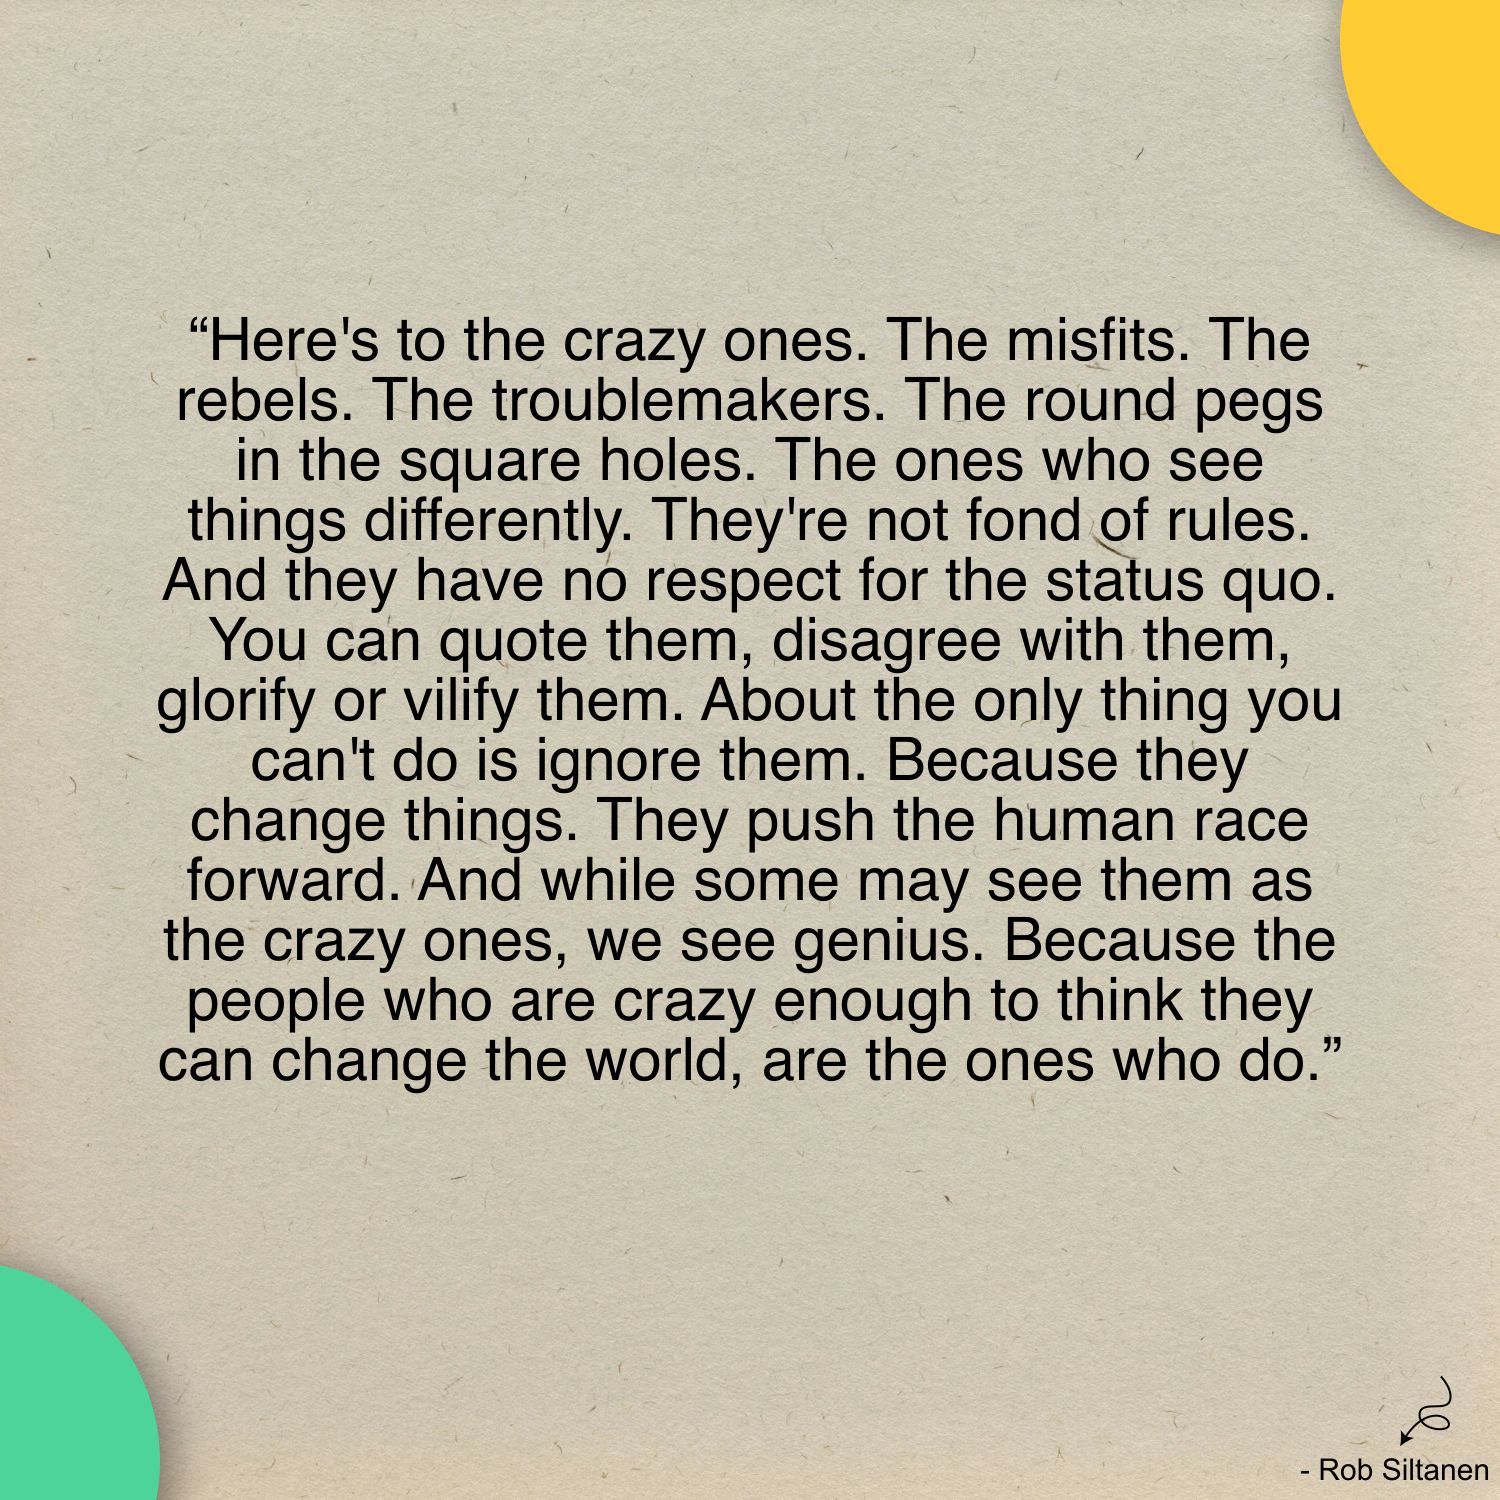 “Here's to the crazy ones. The misfits. The
rebels. The troublemakers. The round pegs
in the square holes. The ones who see
things differently. They're not fond of rules.
And they have no respect for the status quo.
You can quote them, disagree with them,
glorify or vilify them. About the only thing you
can't do is ignore them. Because they
change things. They push the human race
forward. And while some may see them as
the crazy ones, we see genius. Because the
people who are crazy enough to think they
can change the world, are the ones who do.”
- Rob Siltanen